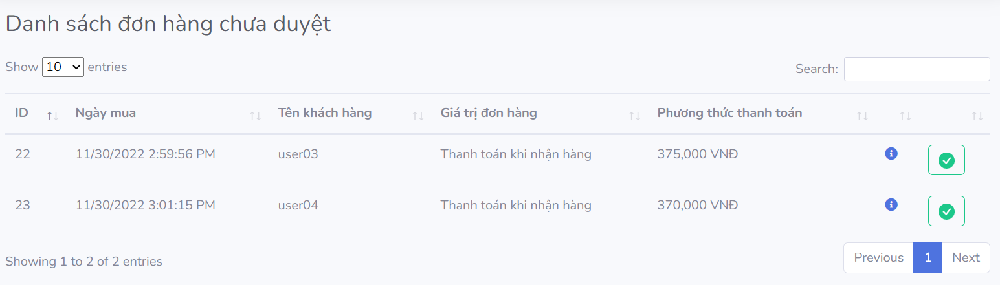 Danh sách đơn hàng chưa duyệt
Show 10 entries Search:
ID Ngày mua Tên khách hàng Giá trị đơn hàng Phương thức thanh toán
22 11/30/2022 2:59:56 PM user03 Thanh toán khi nhận hàng 375,000 VNĐ
23 11/30/2022 3:01:15 PM user04 Thanh toán khi nhận hàng 370,000 VNĐ
Showing 1 to 2 of 2 entries Previous 1 Next